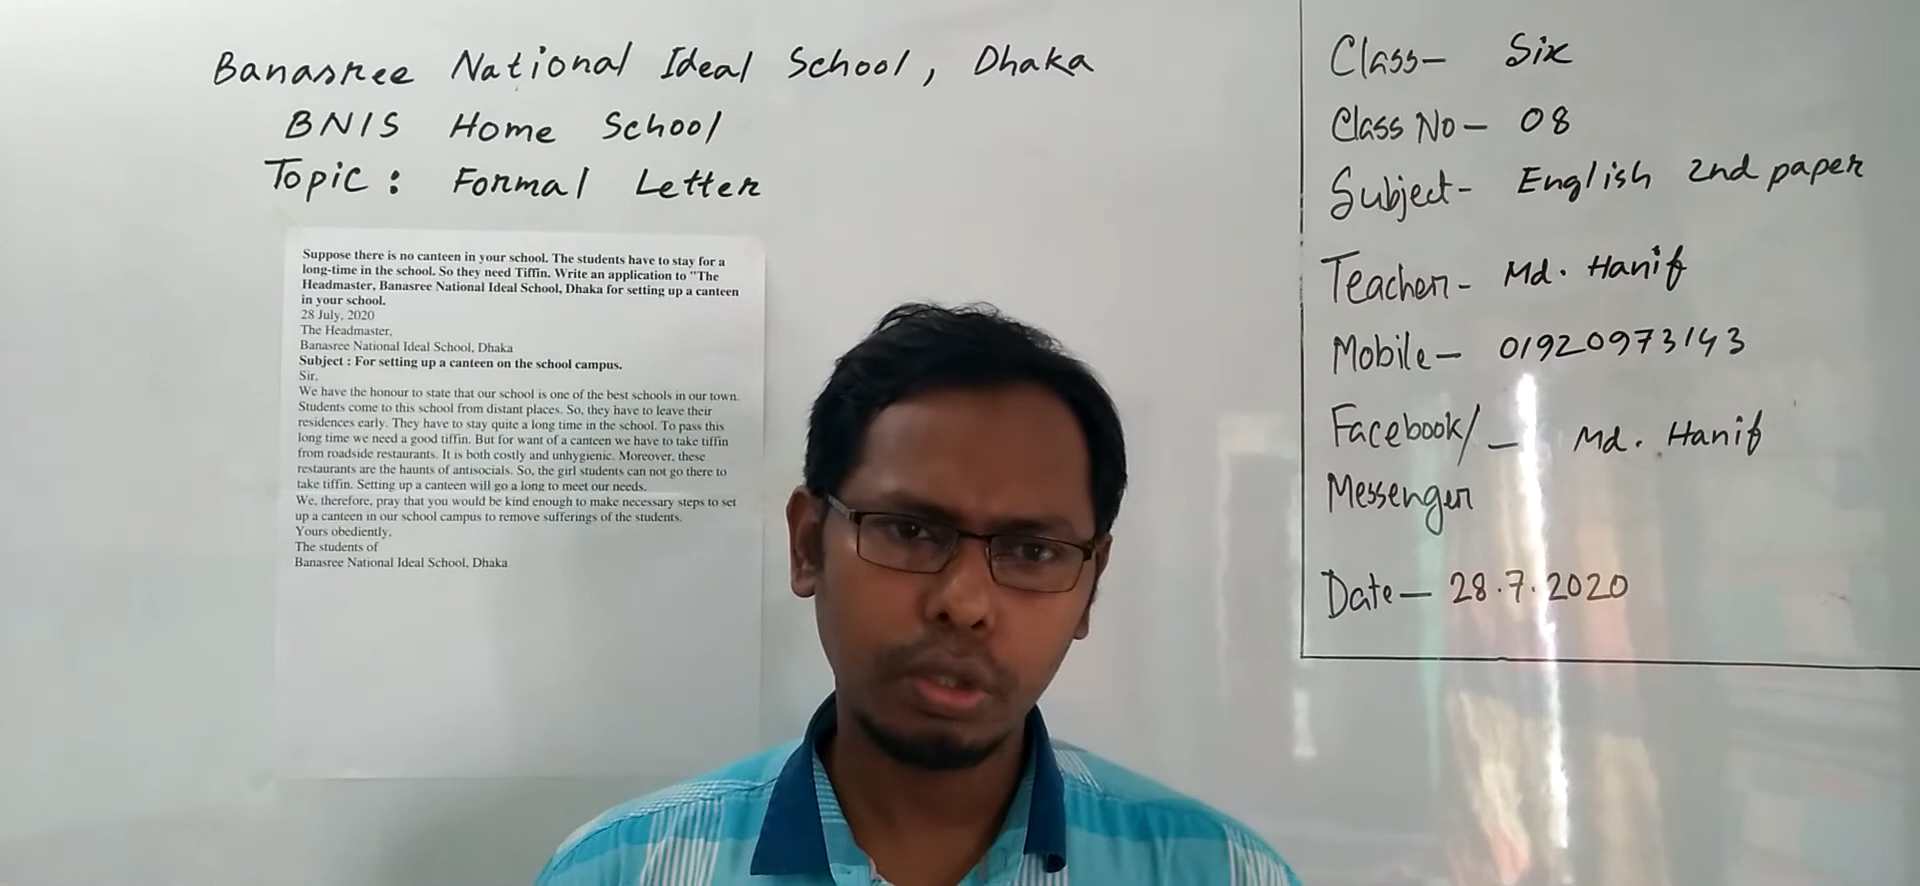 Banasree National Ideal School, Dhaka
BNIS Home School
Topic: Formal Letter
Suppose there is no canteen in your school. The students have to stay for a
long-time in the school. So they need Tiffin. Write an application to "The
Headmaster, Banasree National Ideal School, Dhaka for setting up a canteen
in your school.
28 July, 2020
The Headmaster,
Banasree National Ideal School, Dhaka
Subject : For setting up a canteen on the school campus.
Sir,
We have the honour to state that our school is one of the best schools in our town.
Students come to this school from distant places. So, they have to leave their
residences early. They have to stay quite a long time in the school. To pass this
long time we need a good tiffin. But for want of a canteen we have to take tiffin
from roadside restaurants. It is both costly and unhygienic. Moreover, these
restaurants are the haunts of antisocials. So, the girl students can not go there to
take tiffin. Setting up a canteen will go a long to meet our needs.
We, therefore, pray that you would be kind enough to make necessary steps to set
up a canteen in our school campus to remove sufferings of the students.
Yours obediently,
The students of
Banasree National Ideal School, Dhaka
Class- Six
Class No- 08
Subject- English 2nd paper
Teacher- Md. Hanif
Mobile- 01920973143
Facebook/- Md. Hanif
Messenger
Date- 28.7.2020